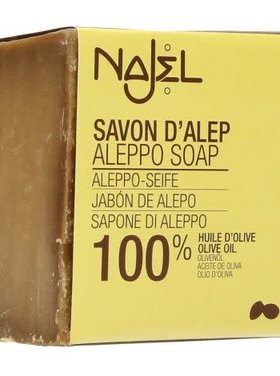 NAJEL
SAVON D'ALEP
ALEPPO SOAP
ALEPPO-SEIFE
JABÓN DE ALEPO
SAPONE DI ALEPPO
100% HUILE D'OLIVE
OLIVE OIL
OLIVENÖL
ACEITE DE OLIVA
OLIO D'OLIVA